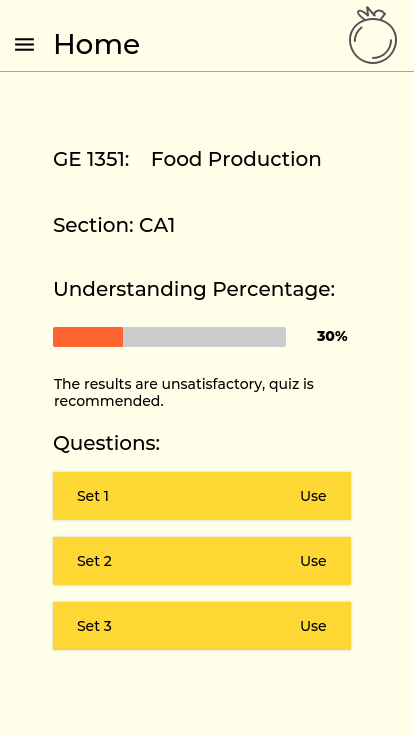 Home
GE 1351: Food Production
Section: CA1
Understanding Percentage:
30%
The results are unsatisfactory, quiz is
recommended.
Questions:
Set 1 Use
Set 2 Use
Set 3 Use